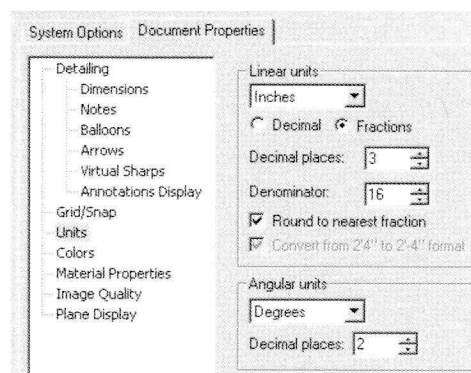 System Options
Document Properties
Detailing
Dimensions
Notes
Balloons
Arrows
Virtual Sharps
Annotations Display
Grid/Snap
Units
Colors
Material Properties
Image Quality
Plane Display
Linear units
Inches
Decimal Fractions
Decimal places: 3
Denominator: 16
Round to nearest fraction
Convert from 2'4" to 2'-4" format
Angular units
Degrees
Decimal places: 2